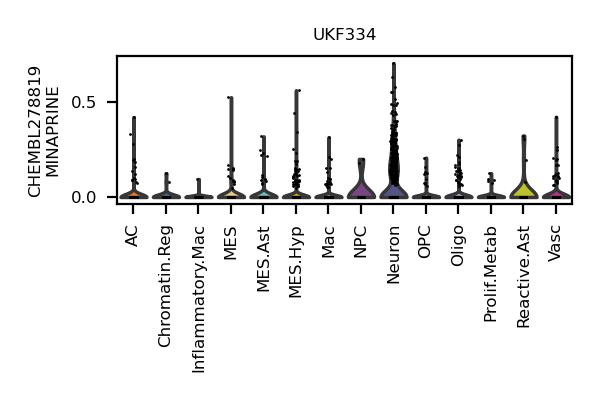 UKF334
CHEMBL278819
MINAPRINE
0.5
0.0
AC
Chromatin.Reg
Inflammatory.Mac
MES
MES.Ast
MES.Hyp
Mac
NPC
Neuron
OPC
Oligo
Prolif.Metab
Reactive.Ast
Vasc